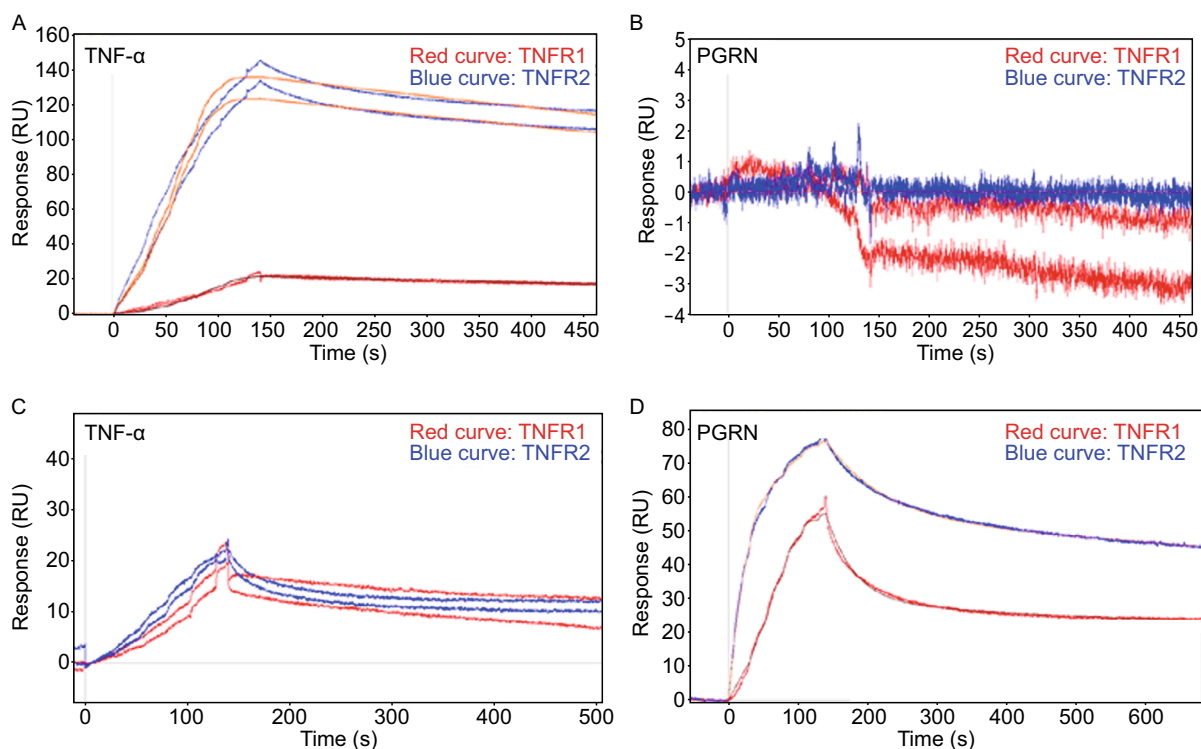 A
TNF-α
Red curve: TNFR1
Blue curve: TNFR2
Response (RU)
160
140
120
100
80
60
40
20
0
0 50 100 150 200 250 300 350 400 450
Time (s)
B
PGRN
Red curve: TNFR1
Blue curve: TNFR2
Response (RU)
5
4
3
2
1
0
−1
−2
−3
−4
0 50 100 150 200 250 300 350 400 450
Time (s)
C
TNF-α
Red curve: TNFR1
Blue curve: TNFR2
Response (RU)
40
30
20
10
0
0 100 200 300 400 500
Time (s)
D
PGRN
Red curve: TNFR1
Blue curve: TNFR2
Response (RU)
80
70
60
50
40
30
20
10
0
0 100 200 300 400 500 600
Time (s)